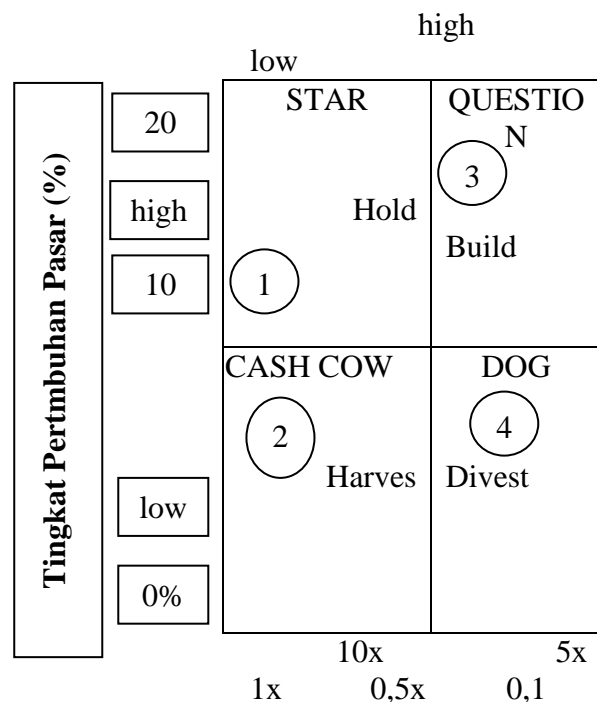 high
low
STAR
QUESTIO
N
20
3
high
Hold
Build
10
1
CASH COW
DOG
2
4
Harves
Divest
low
0%
Tingkat Pertmbuhan Pasar (%)
10x 5x
1x 0,5x 0,1